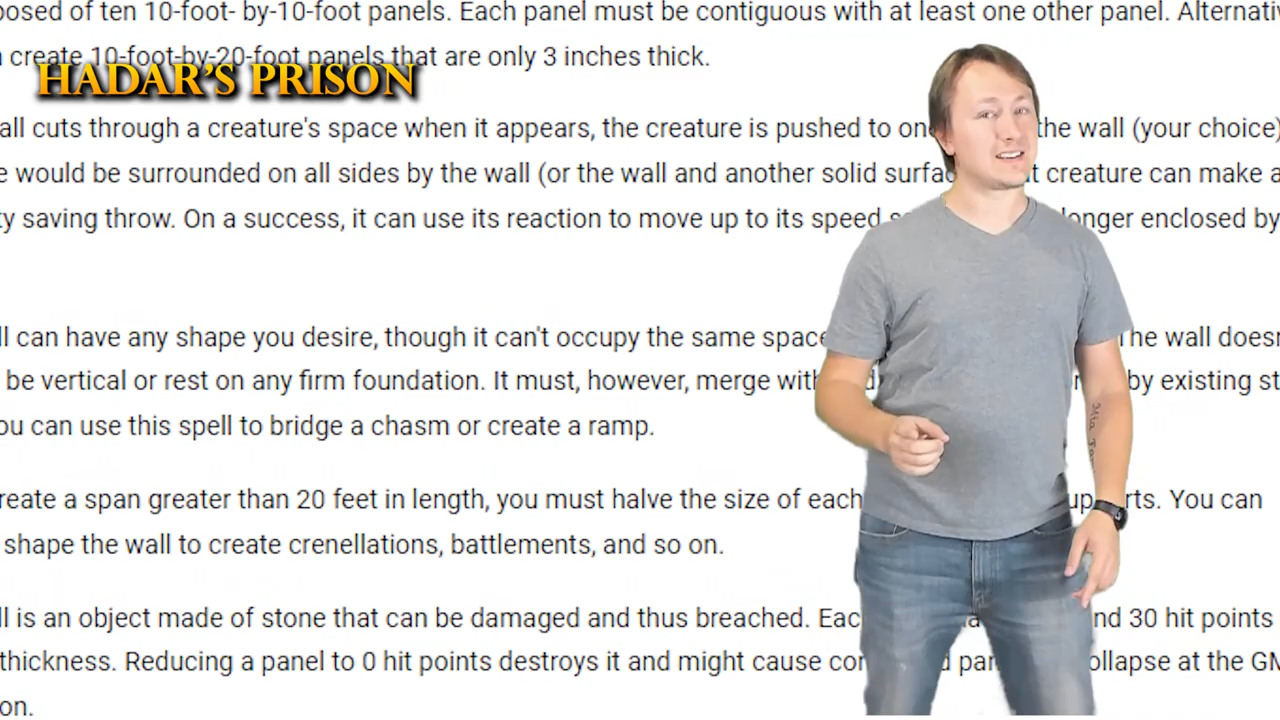 posed of ten 10-foot- by-10-foot panels. Each panel must be contiguous with at least one other panel. Alternativ
create 10-foot-by-20-foot panels that are only 3 inches thick.
HADAR'S PRISON
all cuts through a creature's space when it appears, the creature is pushed to on the wall (your choice)
e would be surrounded on all sides by the wall (or the wall and another solid surfac t creature can make a
ty saving throw. On a success, it can use its reaction to move up to its speed s longer enclosed by
ll can have any shape you desire, though it can't occupy the same space The wall doesn
be vertical or rest on any firm foundation. It must, however, merge with by existing st
ou can use this spell to bridge a chasm or create a ramp.
reate a span greater than 20 feet in length, you must halve the size of each up rts. You can
shape the wall to create crenellations, battlements, and so on.
ll is an object made of stone that can be damaged and thus breached. Eac nd 30 hit points
thickness. Reducing a panel to 0 hit points destroys it and might cause con d pan ollapse at the GM
on.